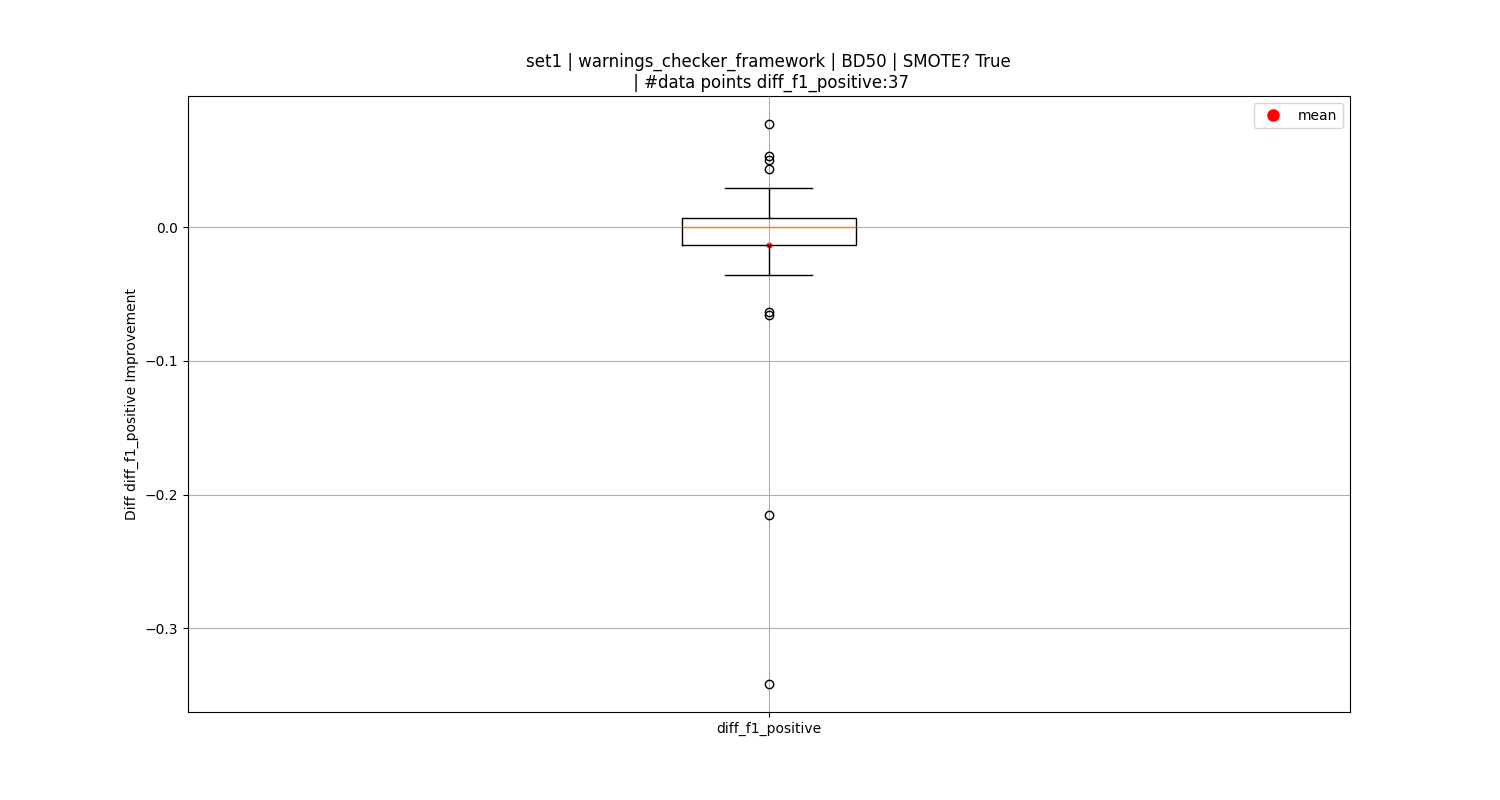 set1 | warnings_checker_framework | BD50 | SMOTE? True
| #data points diff_f1_positive:37
mean
0.0
−0.1
−0.2
−0.3
Diff diff_f1_positive Improvement
diff_f1_positive